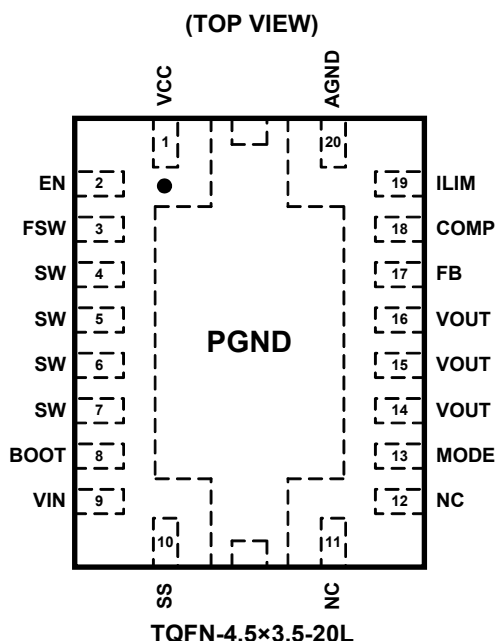 (TOP VIEW)
VCC
AGND
1
20
EN 2
19 ILIM
FSW 3
18 COMP
SW 4
17 FB
SW 5
16 VOUT
SW 6
15 VOUT
SW 7
14 VOUT
BOOT 8
13 MODE
VIN 9
12 NC
PGND
10
11
SS
NC
TQFN-4.5×3.5-20L